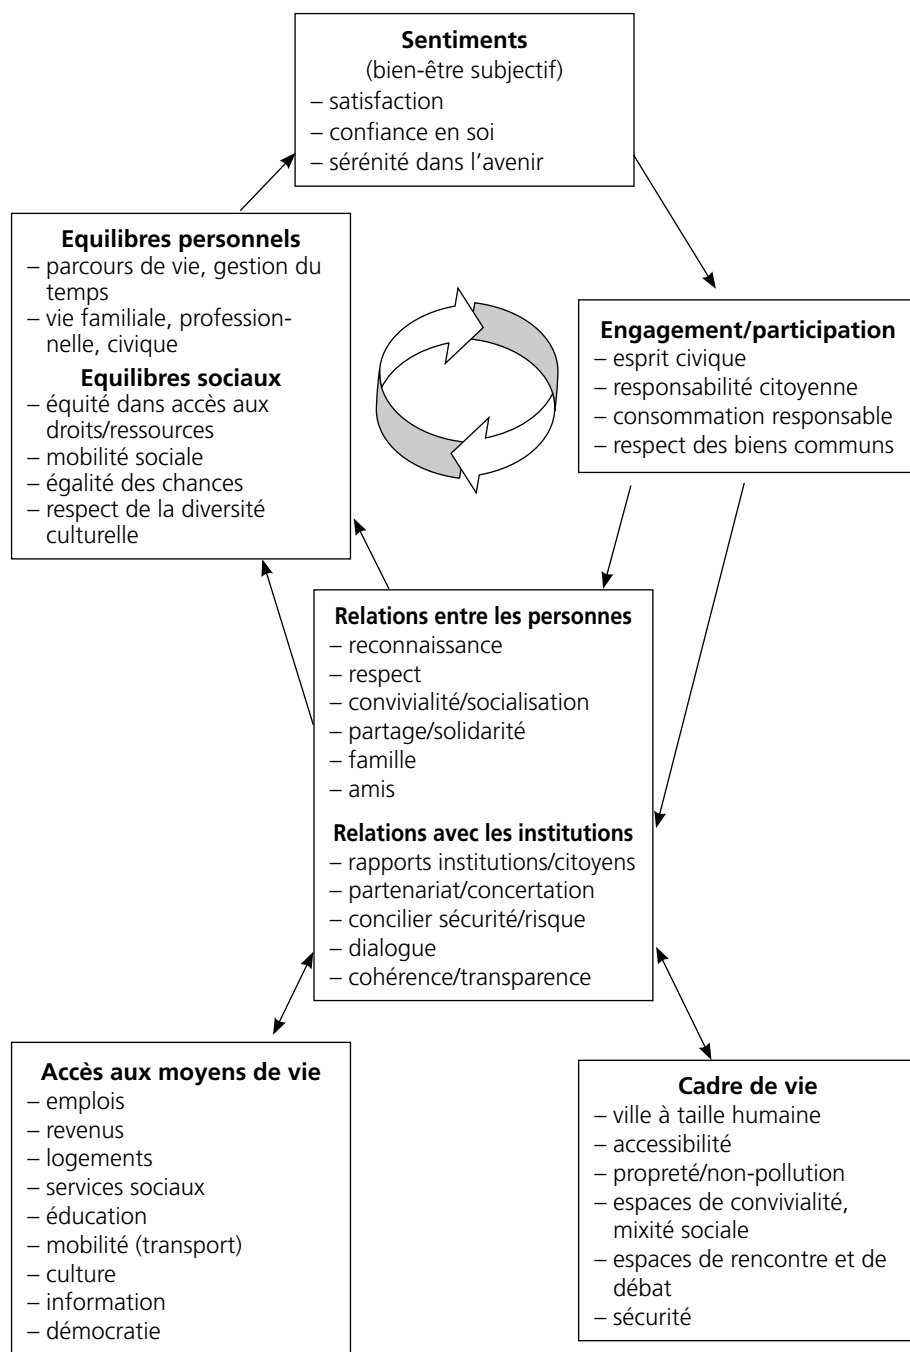 Sentiments
(bien-être subjectif)
– satisfaction
– confiance en soi
– sérénité dans l'avenir
Equilibres personnels
– parcours de vie, gestion du
temps
– vie familiale, profession-
nelle, civique
Equilibres sociaux
– équité dans accès aux
droits/ressources
– mobilité sociale
– égalité des chances
– respect de la diversité
culturelle
Engagement/participation
– esprit civique
– responsabilité citoyenne
– consommation responsable
– respect des biens communs
Relations entre les personnes
– reconnaissance
– respect
– convivialité/socialisation
– partage/solidarité
– famille
– amis
Relations avec les institutions
– rapports institutions/citoyens
– partenariat/concertation
– concilier sécurité/risque
– dialogue
– cohérence/transparence
Accès aux moyens de vie
– emplois
– revenus
– logements
– services sociaux
– éducation
– mobilité (transport)
– culture
– information
– démocratie
Cadre de vie
– ville à taille humaine
– accessibilité
– propreté/non-pollution
– espaces de convivialité,
mixité sociale
– espaces de rencontre et de
débat
– sécurité